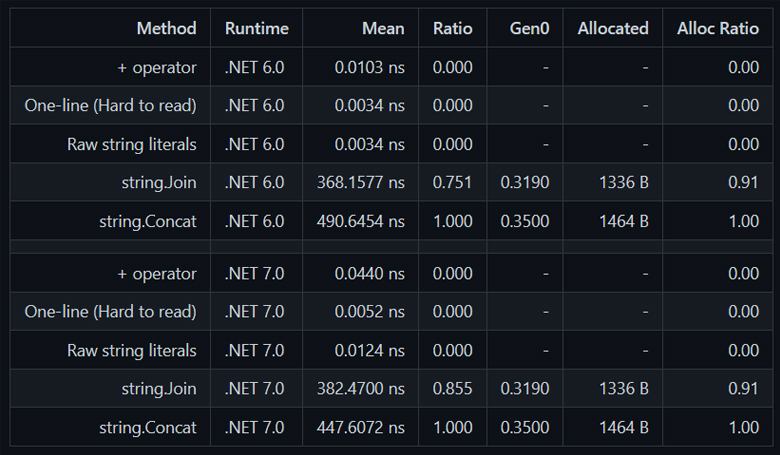 Method Runtime Mean Ratio Gen0 Allocated Alloc Ratio
+ operator .NET 6.0 0.0103 ns 0.000 - - 0.00
One-line (Hard to read) .NET 6.0 0.0034 ns 0.000 - - 0.00
Raw string literals .NET 6.0 0.0034 ns 0.000 - - 0.00
string.Join .NET 6.0 368.1577 ns 0.751 0.3190 1336 B 0.91
string.Concat .NET 6.0 490.6454 ns 1.000 0.3500 1464 B 1.00
+ operator .NET 7.0 0.0440 ns 0.000 - - 0.00
One-line (Hard to read) .NET 7.0 0.0052 ns 0.000 - - 0.00
Raw string literals .NET 7.0 0.0124 ns 0.000 - - 0.00
string.Join .NET 7.0 382.4700 ns 0.855 0.3190 1336 B 0.91
string.Concat .NET 7.0 447.6072 ns 1.000 0.3500 1464 B 1.00